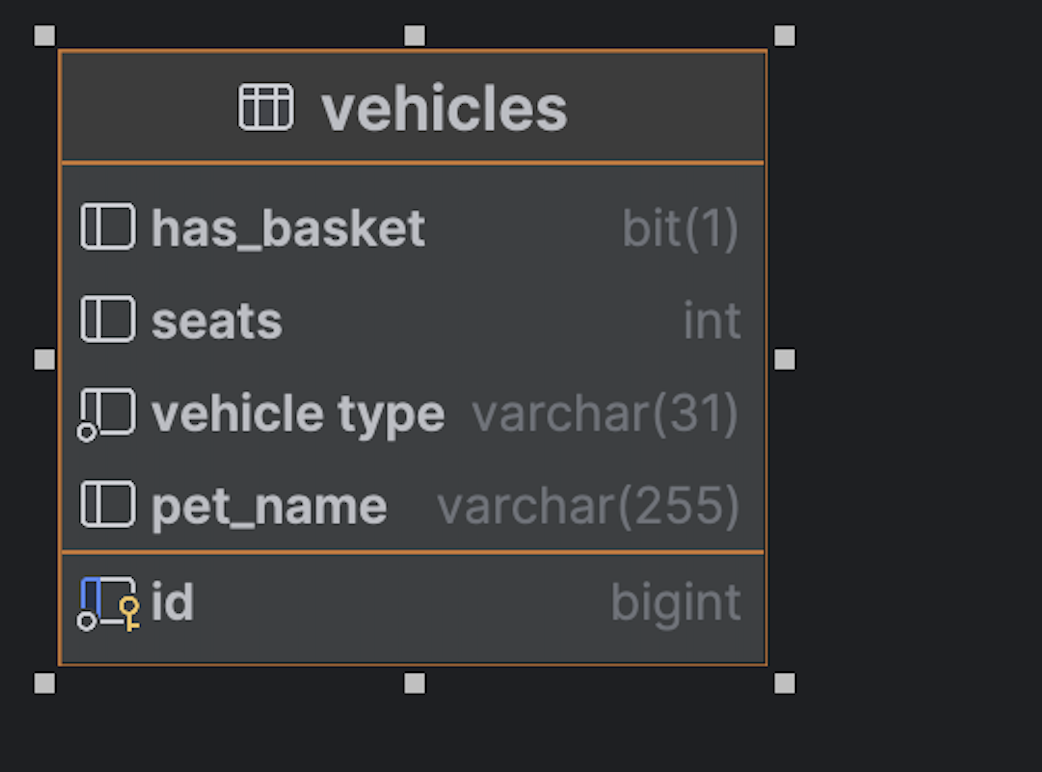 vehicles
has_basket bit(1)
seats int
vehicle type varchar(31)
pet_name varchar(255)
id bigint